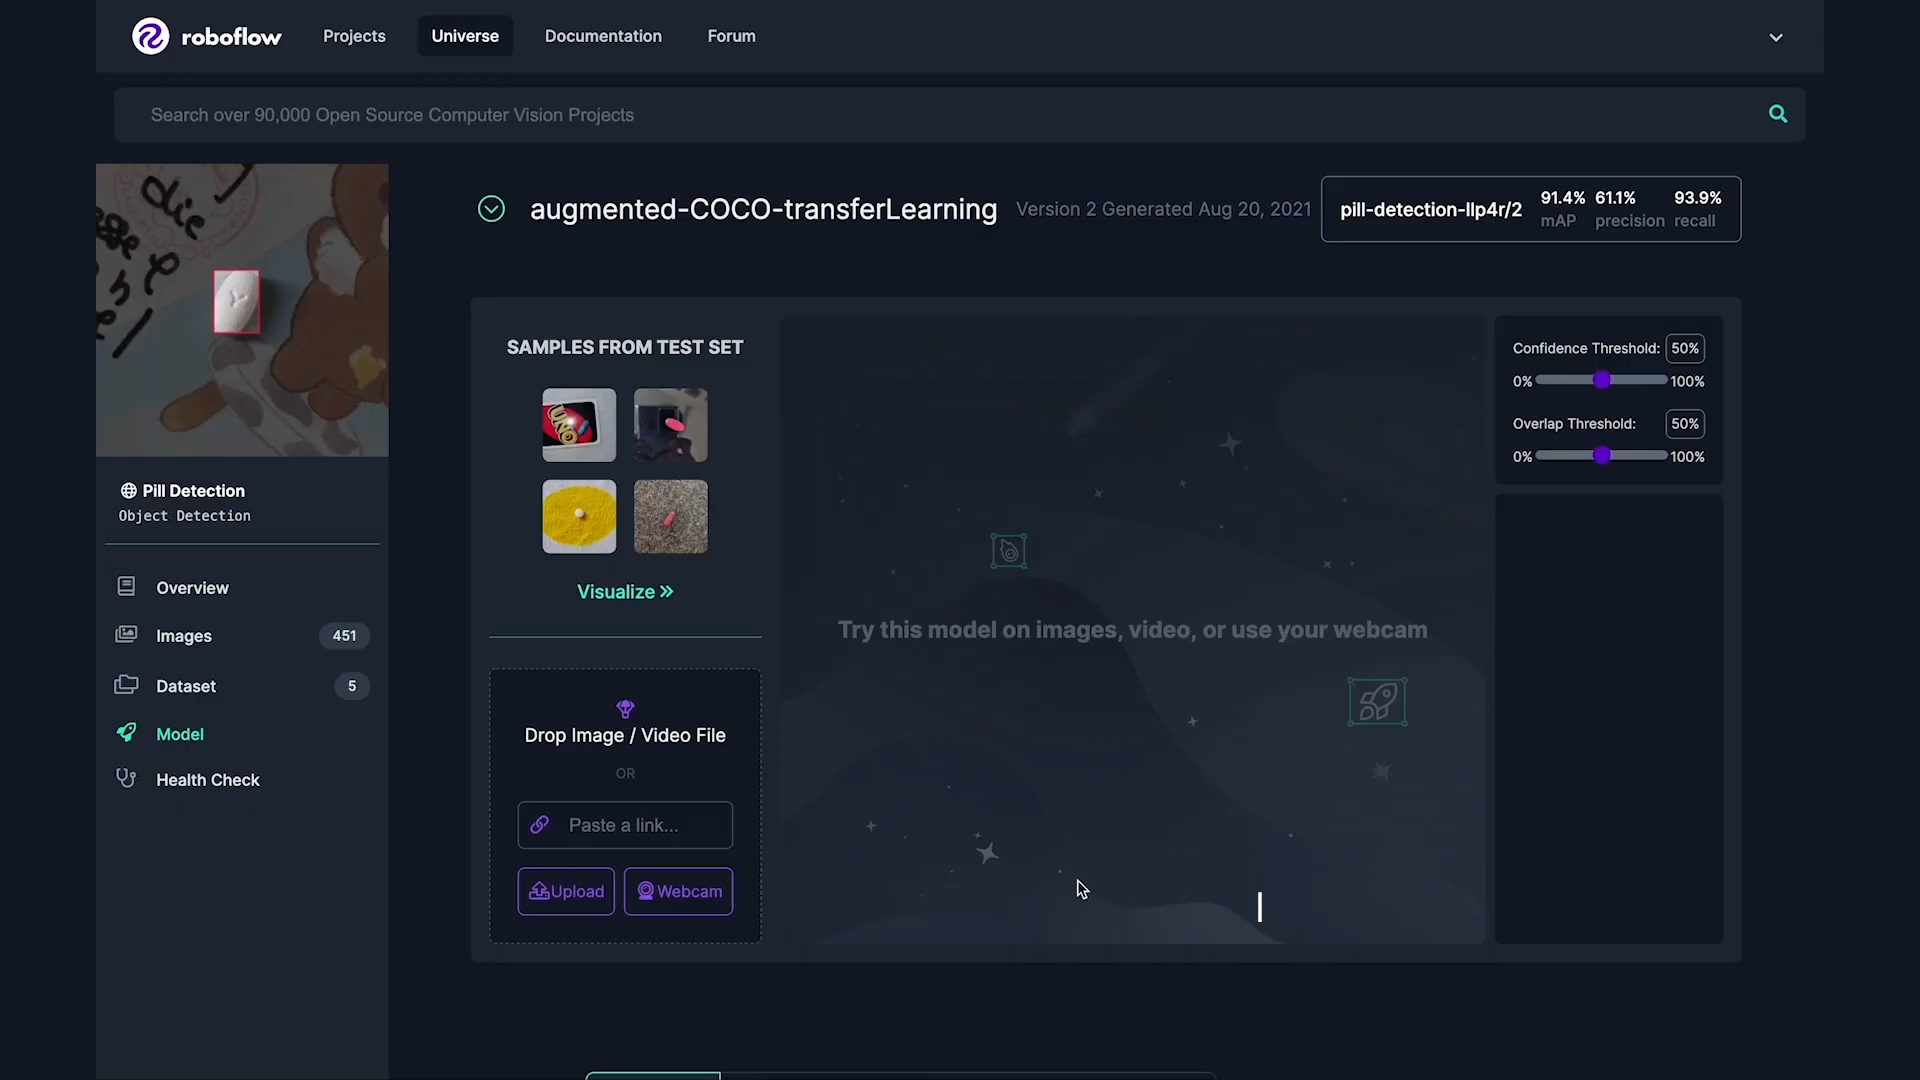 roboflow
Projects
Universe
Documentation
Forum
Search over 90,000 Open Source Computer Vision Projects
die
augmented-COCO-transferLearning
Version 2 Generated Aug 20, 2021
pill-detection-llp4r/2
91.4% 61.1% 93.9%
mAP precision recall
SAMPLES FROM TEST SET
UNO
Visualize
Drop Image / Video File
OR
Paste a link...
Upload
Webcam
Try this model on images, video, or use your webcam
Confidence Threshold: 50%
0% 100%
Overlap Threshold: 50%
0% 100%
Pill Detection
Object Detection
Overview
Images 451
Dataset 5
Model
Health Check